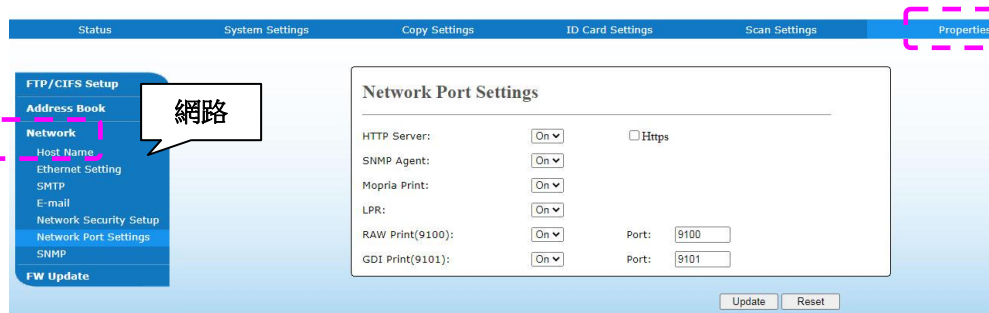 Status System Settings Copy Settings ID Card Settings Scan Settings Properties
FTP/CIFS Setup
Address Book
Network
Host Name
Ethernet Setting
SMTP
E-mail
Network Security Setup
Network Port Settings
SNMP
FW Update
網路
Network Port Settings
HTTP Server: On Https
SNMP Agent: On
Mopria Print: On
LPR: On
RAW Print(9100): On Port: 9100
GDI Print(9101): On Port: 9101
Update Reset